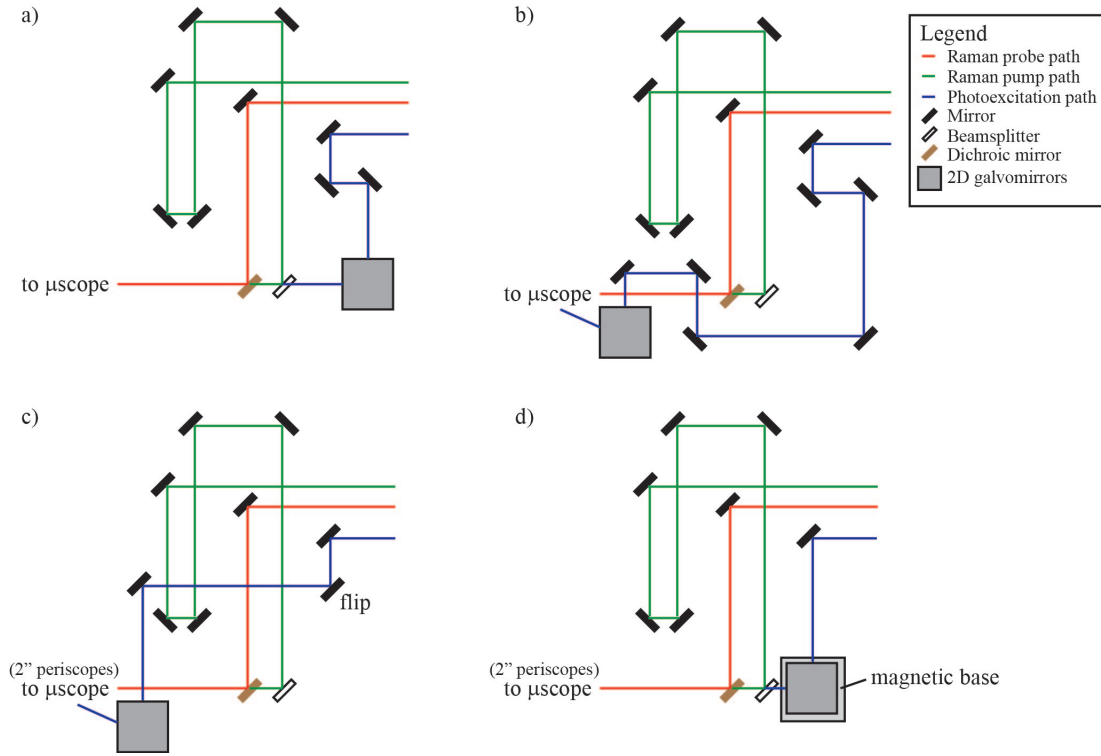 a)
to μscope
b)
to μscope
Legend
Raman probe path
Raman pump path
Photoexcitation path
Mirror
Beamsplitter
Dichroic mirror
2D galvomirrors
c)
flip
(2” periscopes)
to μscope
d)
(2” periscopes)
to μscope
magnetic base